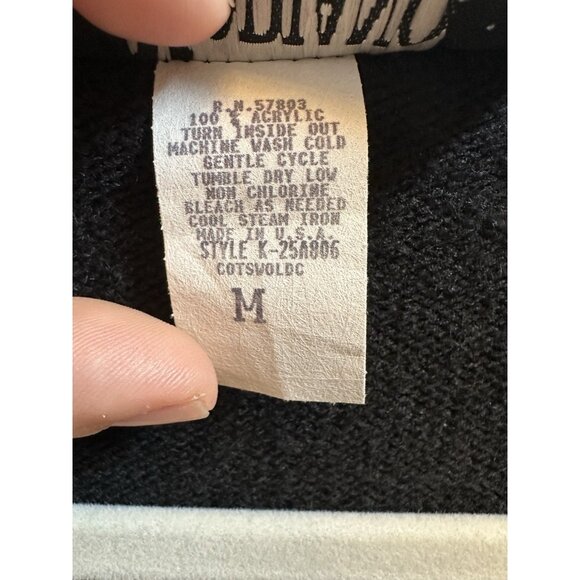 R.N.57803
100 % ACRYLIC
TURN INSIDE OUT
MACHINE WASH COLD
GENTLE CYCLE
TUMBLE DRY LOW
NON CHLORINE
BLEACH AS NEEDED
COOL STEAM IRON
MADE IN U.S.A.
STYLE K-25A806
COTSWOLDC
M